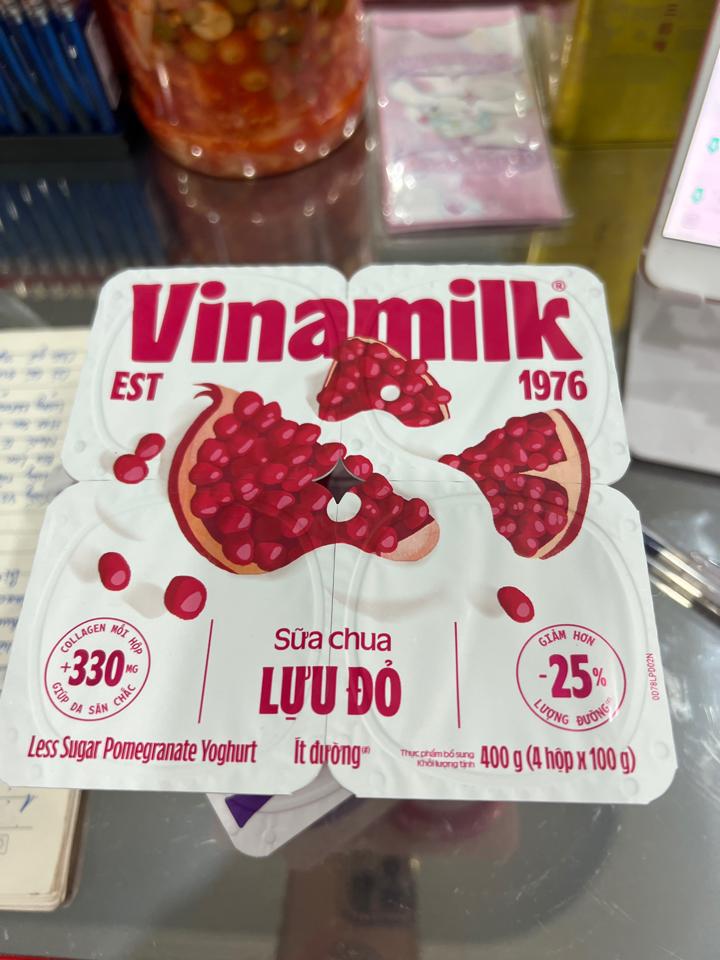 Vinamilk®
EST 1976
COLLAGEN MỖI HỘP
+330MG
GIÚP DA SĂN CHẮC
Sữa chua
LỰU ĐỎ
GIẢM HƠN
-25%
LƯỢNG ĐƯỜNG
0D78LPD02N
Less Sugar Pomegranate Yoghurt
Ít đường
Thực phẩm bổ sung
Khối lượng tịnh
400 g (4 hộp x 100 g)